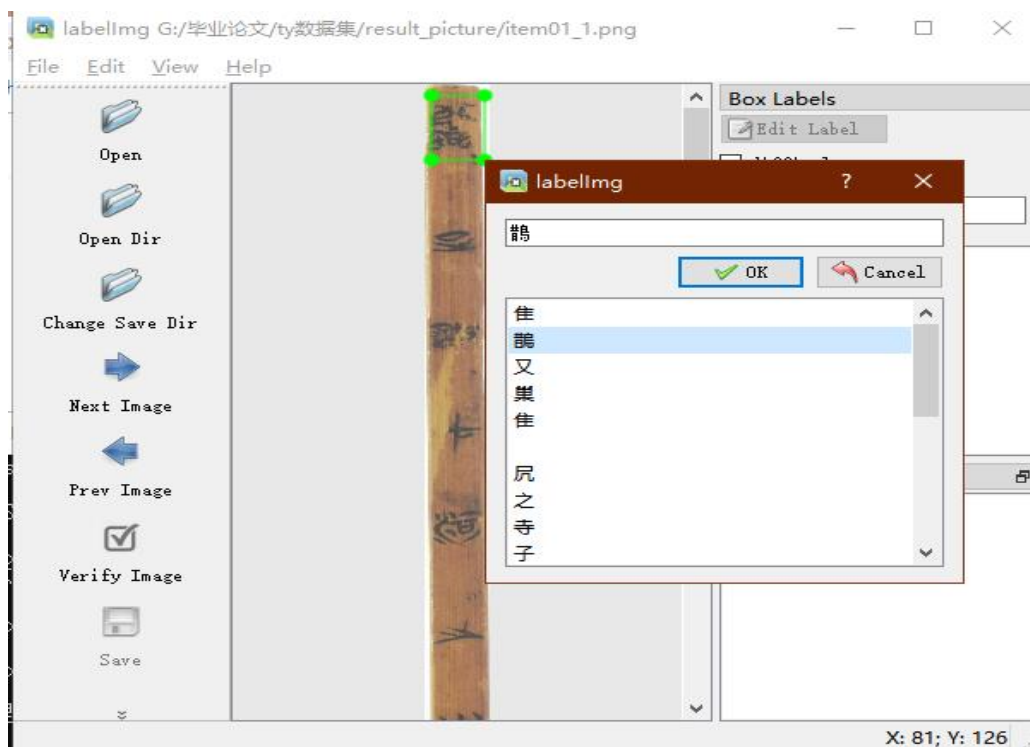 labelImg G:/毕业论文/ty数据集/result_picture/item01_1.png
File Edit View Help
Open
Open Dir
Change Save Dir
Next Image
Prev Image
Verify Image
Save
Box Labels
Edit Label
labelImg
鹊
OK Cancel
隹
鵲
又
巢
隹
凥
之
寺
子
X: 81; Y: 126